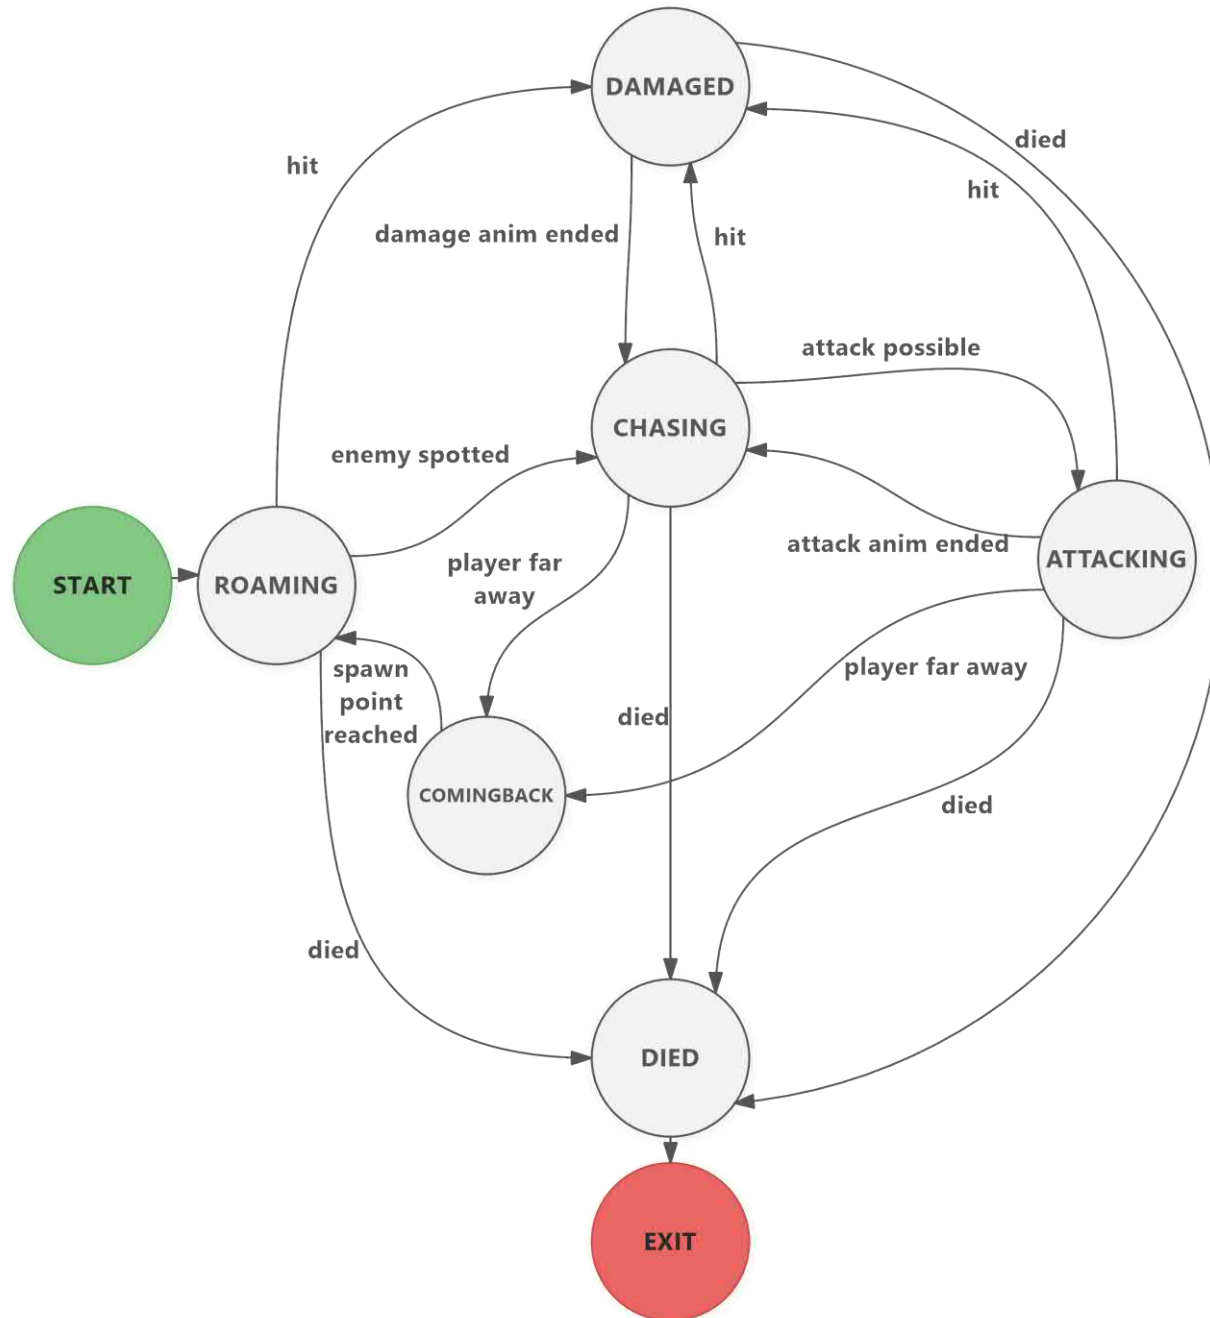 DAMAGED
died
hit
hit
damage anim ended
hit
attack possible
CHASING
enemy spotted
attack anim ended
ATTACKING
player far
away
START
ROAMING
spawn
point
reached
player far away
died
COMINGBACK
died
died
DIED
EXIT